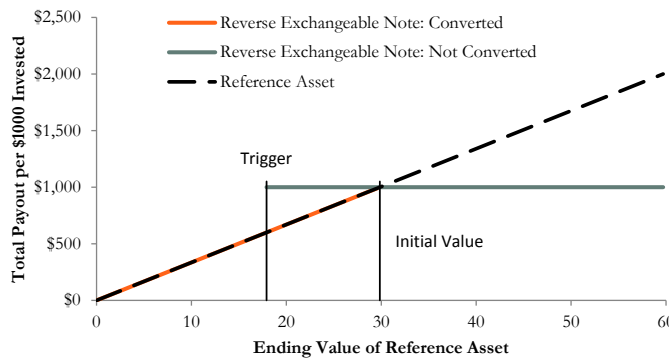 Reverse Exchangeable Note: Converted
Reverse Exchangeable Note: Not Converted
Reference Asset
Total Payout per $1000 Invested
$2,500
$2,000
$1,500
$1,000
$500
$0
Trigger
Initial Value
0 10 20 30 40 50 60
Ending Value of Reference Asset